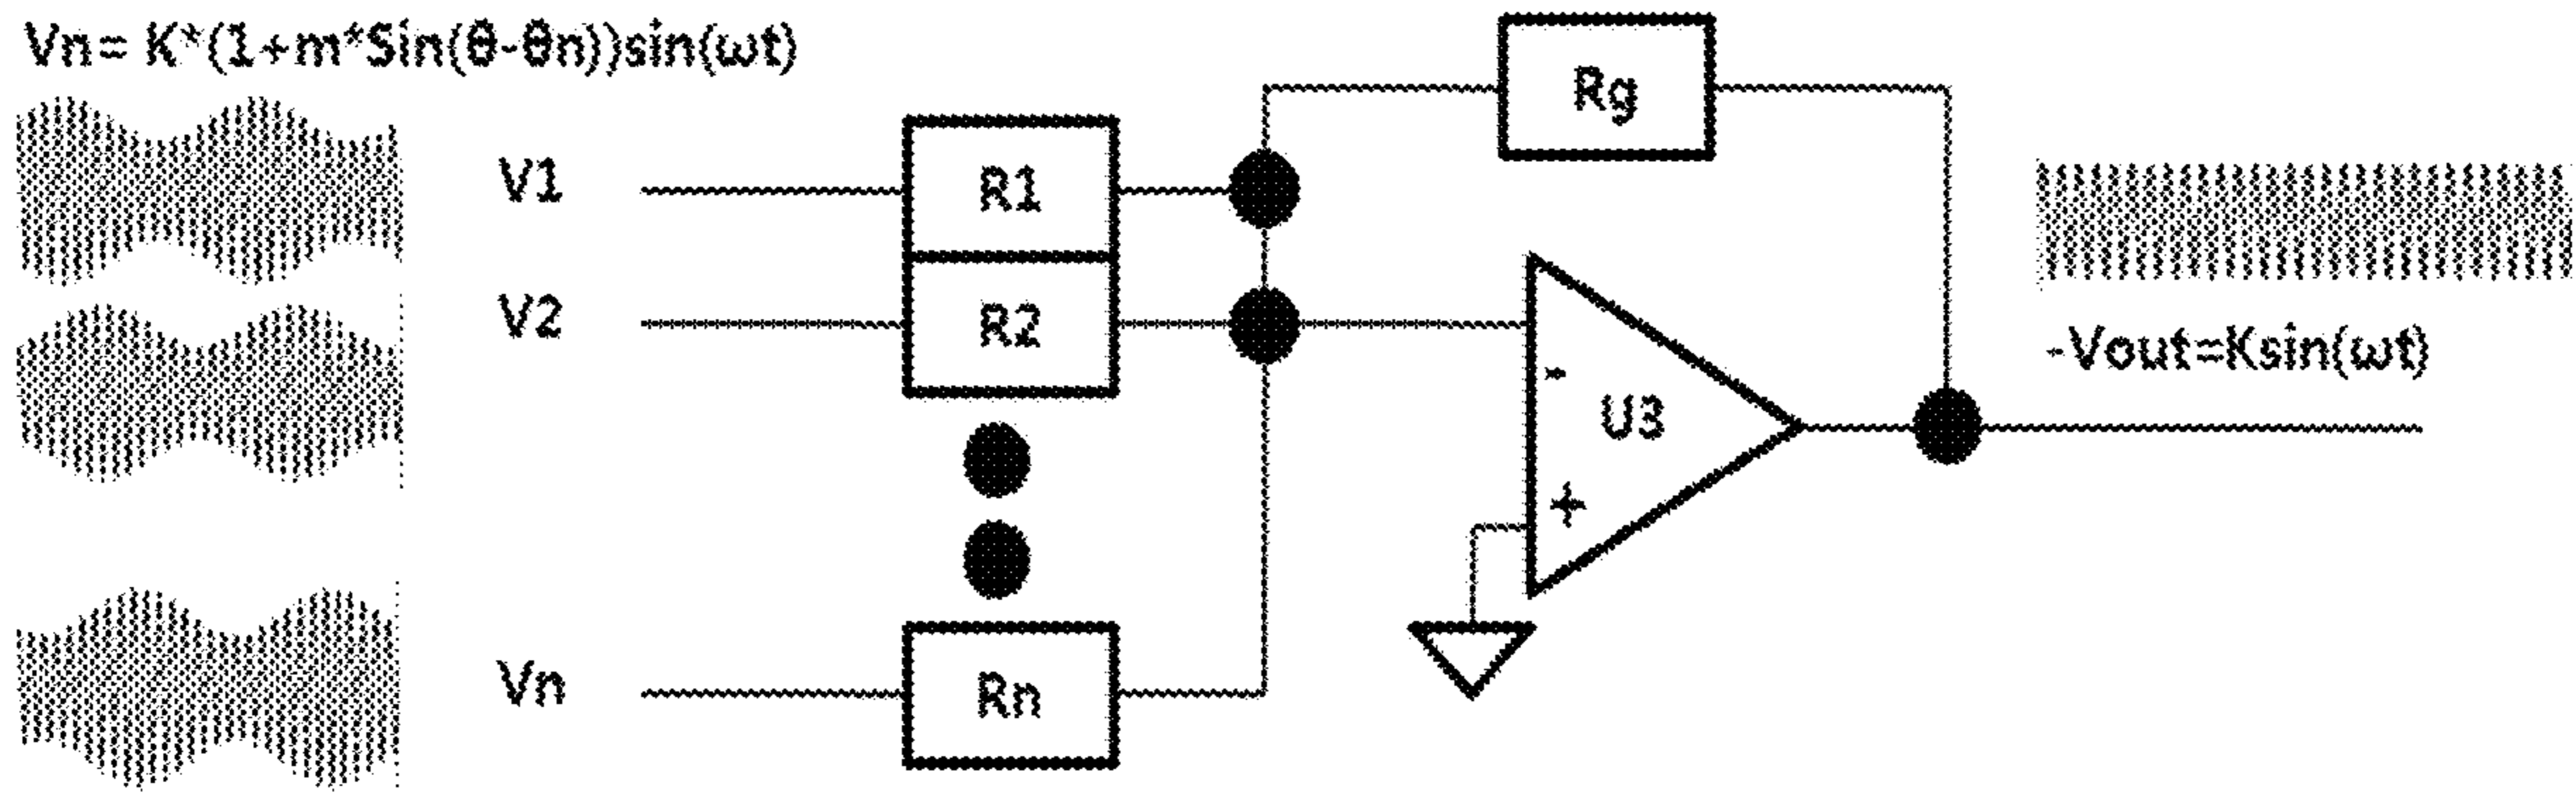 Vn= K*(1+m*Sin(θ-θn))sin(ωt)
Rg
V1
R1
V2
R2
-Vout=Ksin(ωt)
-
U3
+
Vn
Rn